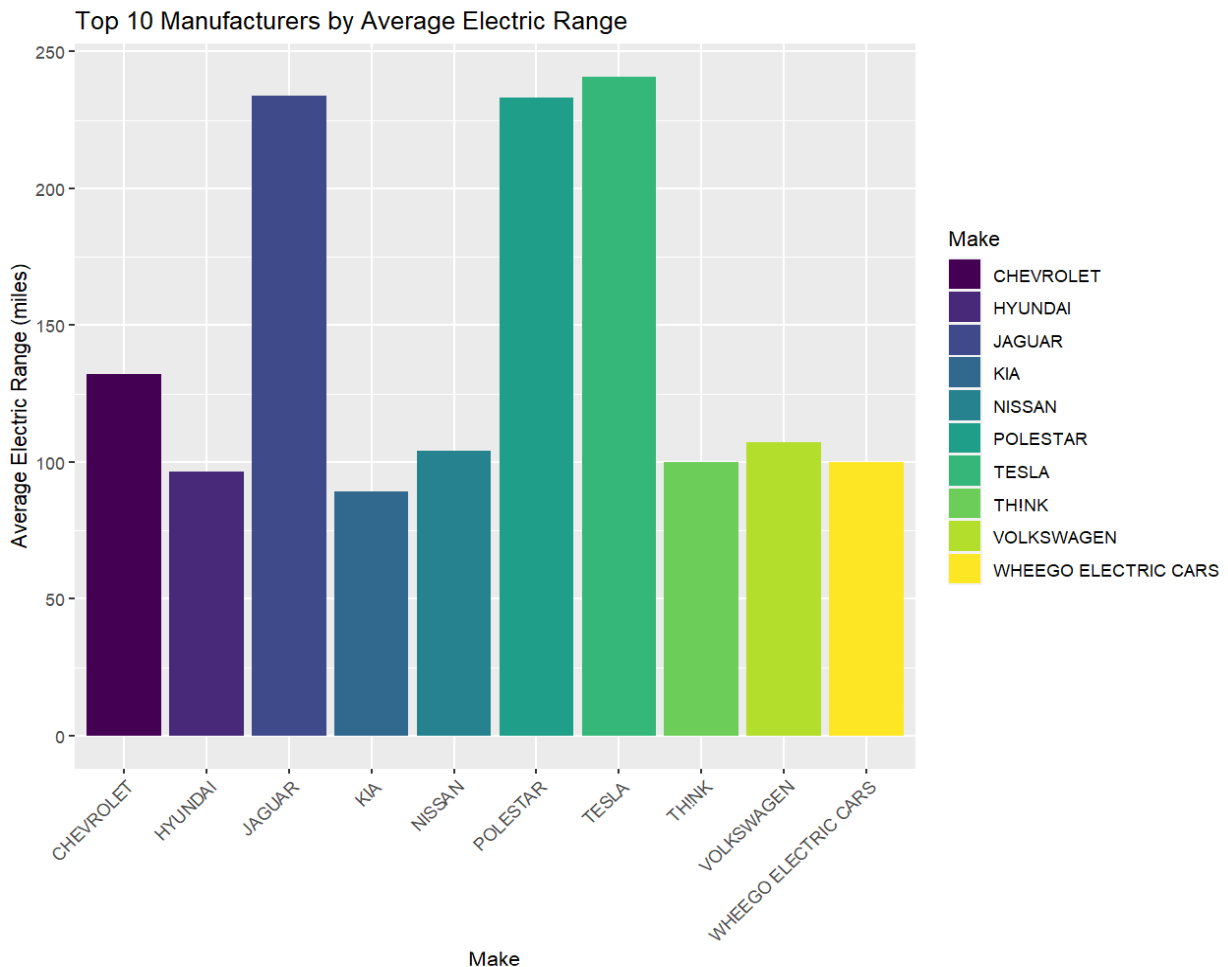 Top 10 Manufacturers by Average Electric Range
Average Electric Range (miles)
250
200
150
100
50
0
CHEVROLET
HYUNDAI
JAGUAR
KIA
NISSAN
POLESTAR
TESLA
TH!NK
VOLKSWAGEN
WHEEGO ELECTRIC CARS
Make
Make
CHEVROLET
HYUNDAI
JAGUAR
KIA
NISSAN
POLESTAR
TESLA
TH!NK
VOLKSWAGEN
WHEEGO ELECTRIC CARS